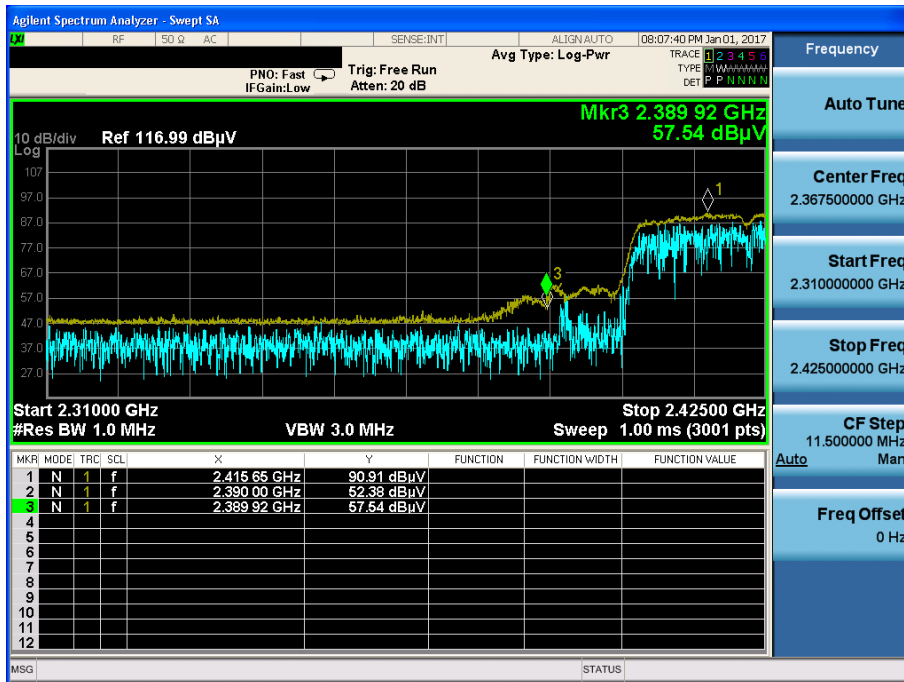 Agilent Spectrum Analyzer - Swept SA
LXI RF 50 Ω AC SENSE:INT ALIGN AUTO 08:07:40 PM Jan 01, 2017
Frequency
Avg Type: Log-Pwr TRACE 1 2 3 4 5 6
PNO: Fast Trig: Free Run TYPE M WWWWW
IFGain:Low Atten: 20 dB DET P P N N N N
Auto Tune
Mkr3 2.389 92 GHz
57.54 dBµV
10 dB/div Ref 116.99 dBµV
Log
107
97.0
87.0
77.0
67.0
57.0
47.0
37.0
27.0
1
3
Center Freq
2.367500000 GHz
Start Freq
2.310000000 GHz
Stop Freq
2.425000000 GHz
CF Step
11.500000 MHz
Auto Man
Freq Offset
0 Hz
Start 2.31000 GHz Stop 2.42500 GHz
#Res BW 1.0 MHz VBW 3.0 MHz Sweep 1.00 ms (3001 pts)
MKR MODE TRC SCL X Y FUNCTION FUNCTION WIDTH FUNCTION VALUE
1 N 1 f 2.415 65 GHz 90.91 dBµV
2 N 1 f 2.390 00 GHz 52.38 dBµV
3 N 1 f 2.389 92 GHz 57.54 dBµV
4
5
6
7
8
9
10
11
12
MSG STATUS